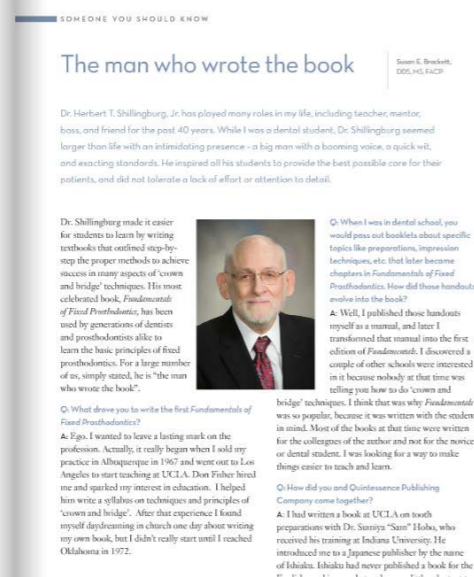 SOMEONE YOU SHOULD KNOW
The man who wrote the book
Susan E. Brackett,
DDS, MS, FACP
Dr. Herbert T. Shillingburg, Jr. has played many roles in my life, including teacher, mentor,
boss, and friend for the past 40 years. While I was a dental student, Dr. Shillingburg seemed
larger than life with an intimidating presence – a big man with a booming voice, a quick wit,
and exacting standards. He inspired all his students to provide the best possible care for their
patients, and did not tolerate a lack of effort or attention to detail.
Dr. Shillingburg made it easier
for students to learn by writing
textbooks that outlined step-by-
step the proper methods to achieve
success in many aspects of 'crown
and bridge' techniques. His most
celebrated book, Fundamentals
of Fixed Prosthodontics, has been
used by generations of dentists
and prosthodontists alike to
learn the basic principles of fixed
prosthodontics. For a large number
of us, simply stated, he is "the man
who wrote the book".
Q: What drove you to write the first Fundamentals of
Fixed Prosthodontics?
A: Ego. I wanted to leave a lasting mark on the
profession. Actually, it really began when I sold my
practice in Albuquerque in 1967 and went out to Los
Angeles to start teaching at UCLA. Don Fisher hired
me and sparked my interest in education. I helped
him write a syllabus on techniques and principles of
'crown and bridge'. After that experience I found
myself daydreaming in church one day about writing
my own book, but I didn't really start until I reached
Oklahoma in 1972.
Q: When I was in dental school, you
would pass out booklets about specific
topics like preparations, impression
techniques, etc. that later became
chapters in Fundamentals of Fixed
Prosthodontics. How did those handouts
evolve into the book?
A: Well, I published those handouts
myself as a manual, and later I
transformed that manual into the first
edition of Fundamentals. I discovered a
couple of other schools were interested
in it because nobody at that time was
telling you how to do 'crown and
bridge' techniques. I think that was why Fundamentals
was so popular, because it was written with the student
in mind. Most of the books at that time were written
for the colleagues of the author and not for the novice
or dental student. I was looking for a way to make
things easier to teach and learn.
Q: How did you and Quintessence Publishing
Company come together?
A: I had written a book at UCLA on tooth
preparations with Dr. Sumiya "Sam" Hobo, who
received his training at Indiana University. He
introduced me to a Japanese publisher by the name
of Ishiaku. Ishiaku had never published a book for the